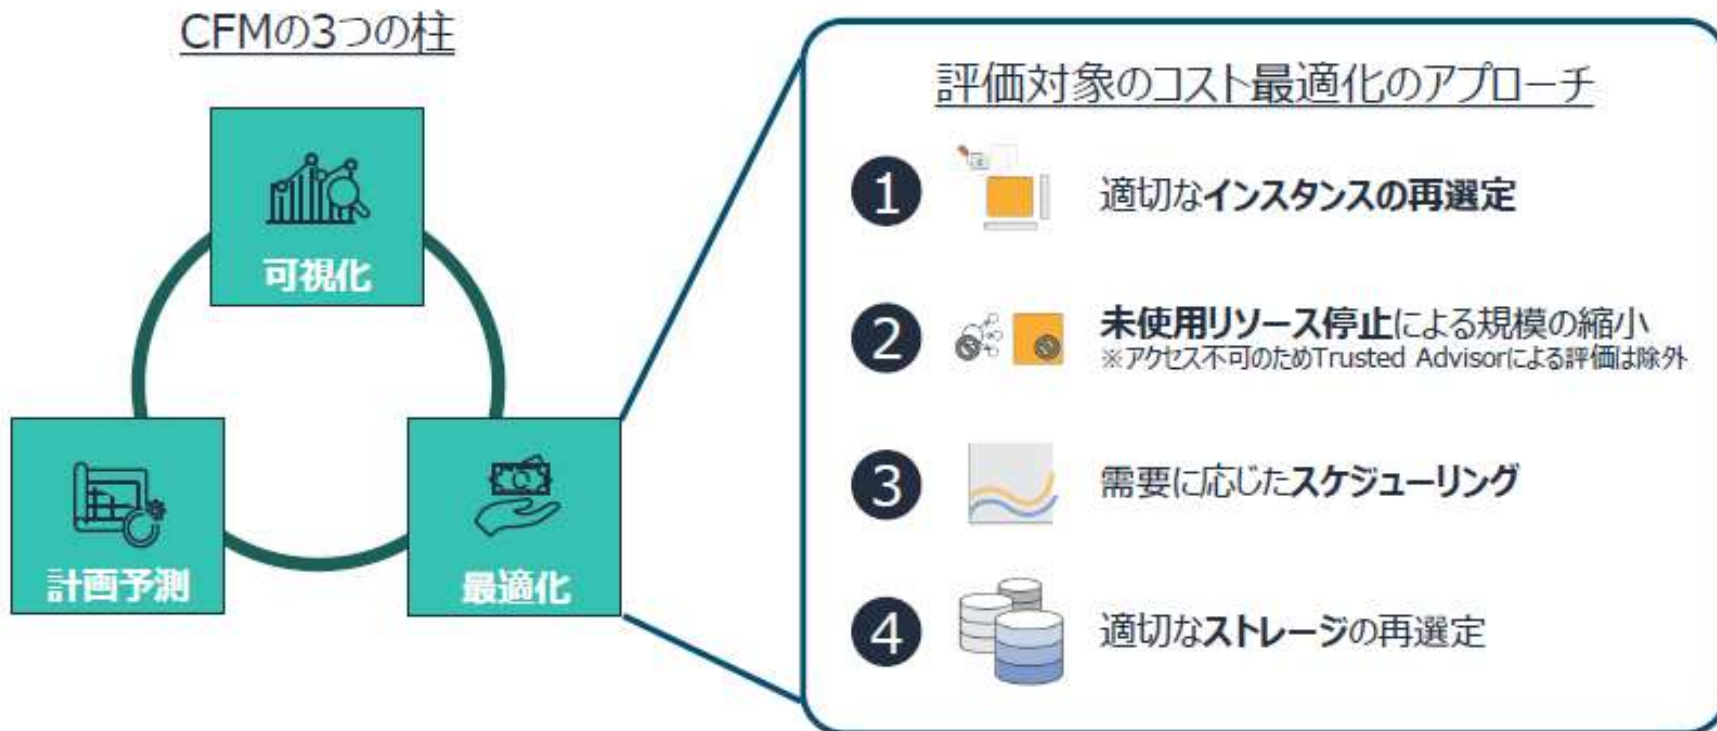 CFMの3つの柱
可視化
計画予測
最適化
評価対象のコスト最適化のアプローチ
1 適切なインスタンスの再選定
2 未使用リソース停止による規模の縮小
※アクセス不可のためTrusted Advisorによる評価は除外
3 需要に応じたスケジューリング
4 適切なストレージの再選定